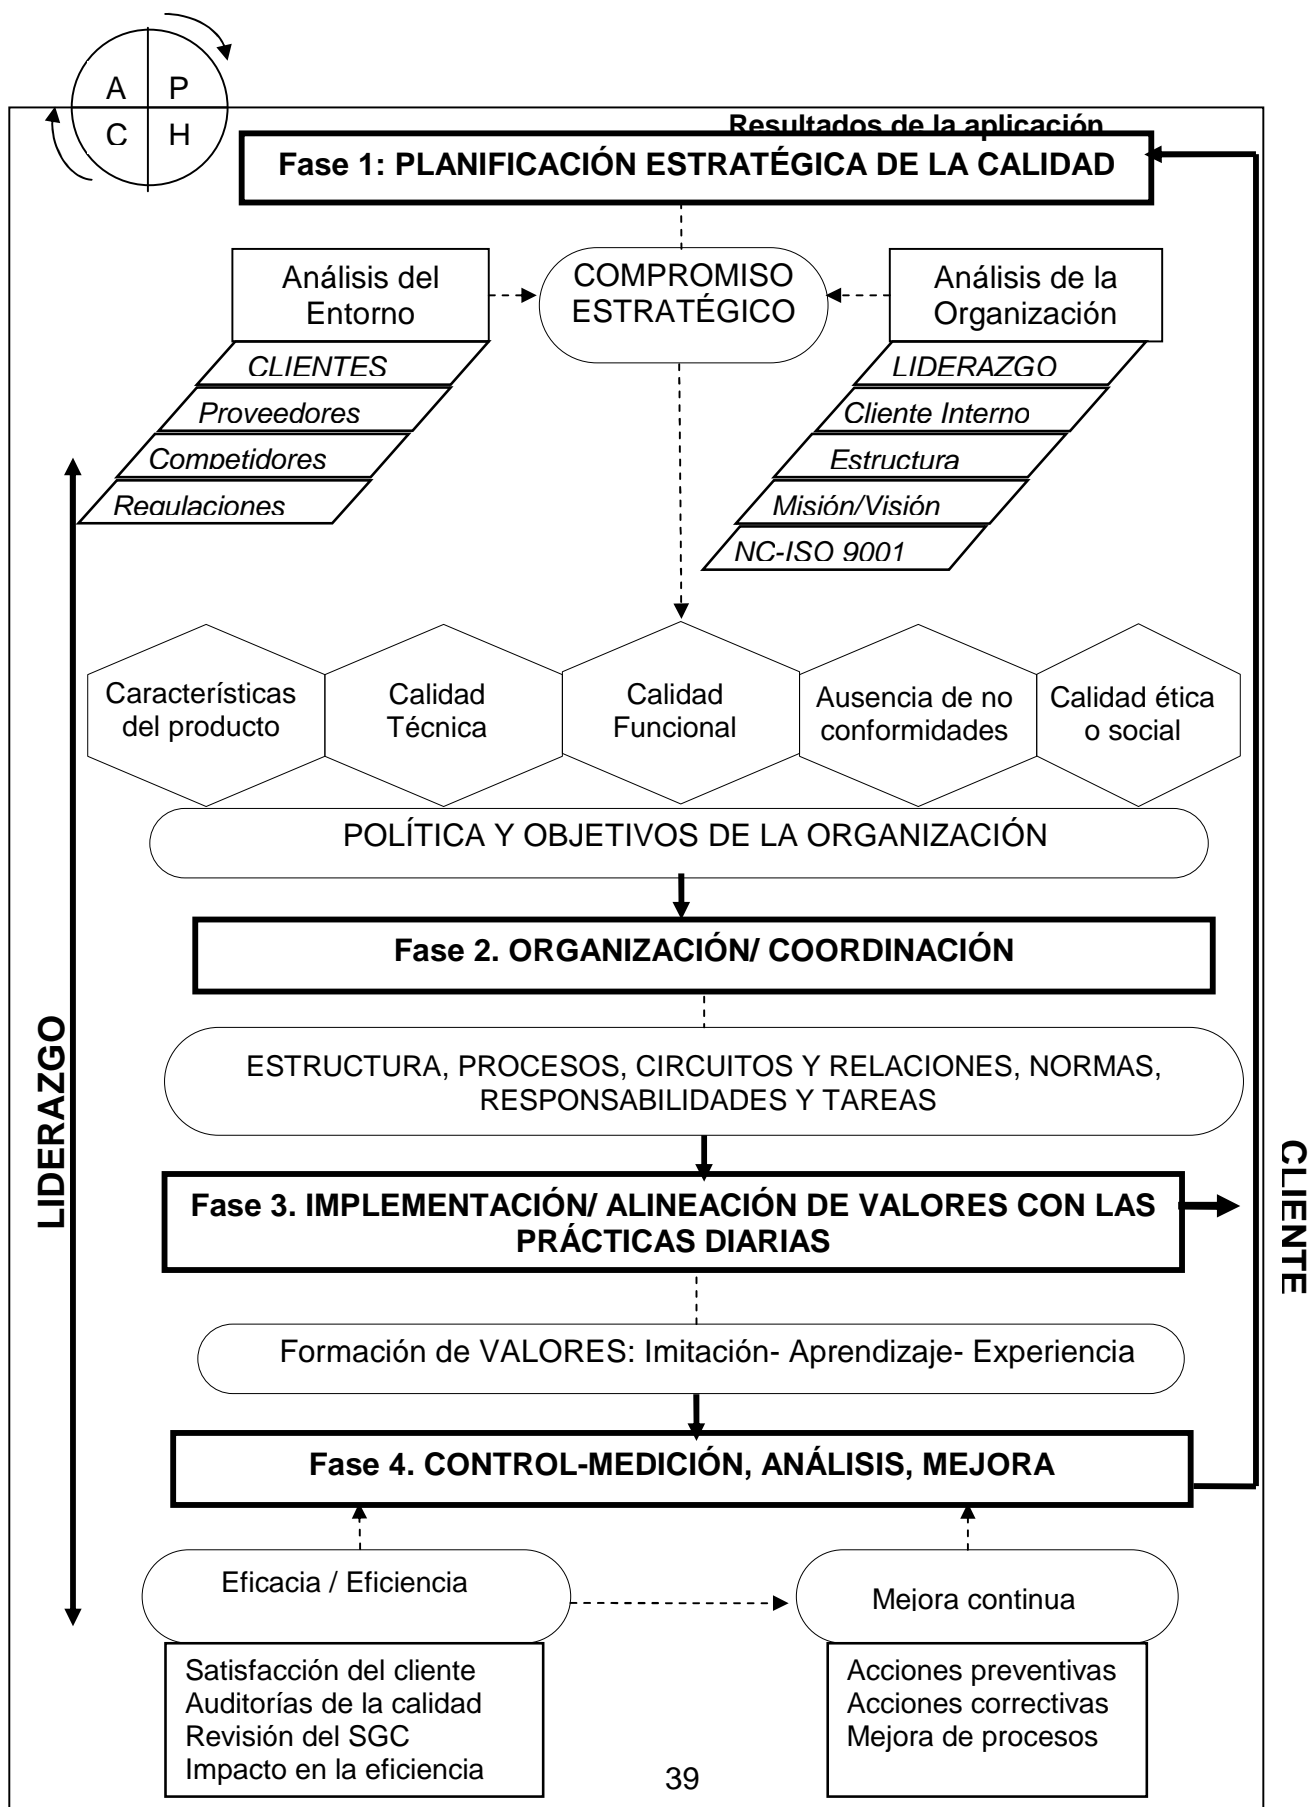 A P
C H
Resultados de la aplicación
Fase 1: PLANIFICACIÓN ESTRATÉGICA DE LA CALIDAD
Análisis del
Entorno
COMPROMISO
ESTRATÉGICO
Análisis de la
Organización
CLIENTES
Proveedores
Competidores
Regulaciones
LIDERAZGO
Cliente Interno
Estructura
Misión/Visión
NC-ISO 9001
Características
del producto
Calidad
Técnica
Calidad
Funcional
Ausencia de no
conformidades
Calidad ética
o social
POLÍTICA Y OBJETIVOS DE LA ORGANIZACIÓN
Fase 2. ORGANIZACIÓN/ COORDINACIÓN
ESTRUCTURA, PROCESOS, CIRCUITOS Y RELACIONES, NORMAS,
RESPONSABILIDADES Y TAREAS
LIDERAZGO
CLIENTE
Fase 3. IMPLEMENTACIÓN/ ALINEACIÓN DE VALORES CON LAS
PRÁCTICAS DIARIAS
Formación de VALORES: Imitación- Aprendizaje- Experiencia
Fase 4. CONTROL-MEDICIÓN, ANÁLISIS, MEJORA
Eficacia / Eficiencia
Mejora continua
Satisfacción del cliente
Auditorías de la calidad
Revisión del SGC
Impacto en la eficiencia
Acciones preventivas
Acciones correctivas
Mejora de procesos
39